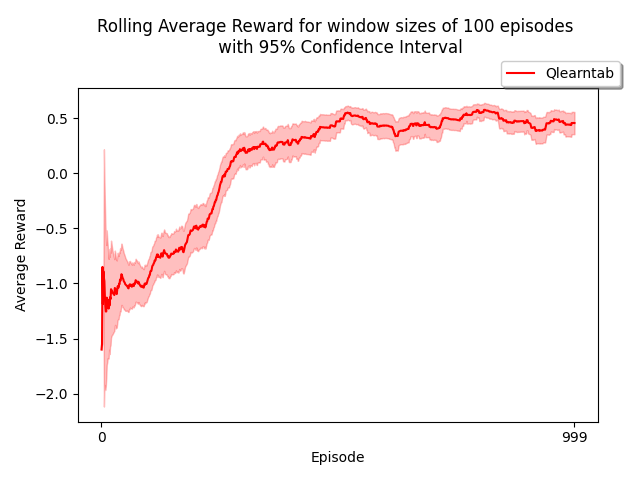 Rolling Average Reward for window sizes of 100 episodes
with 95% Confidence Interval
Qlearntab
0.5
0.0
−0.5
−1.0
−1.5
−2.0
Average Reward
0
999
Episode